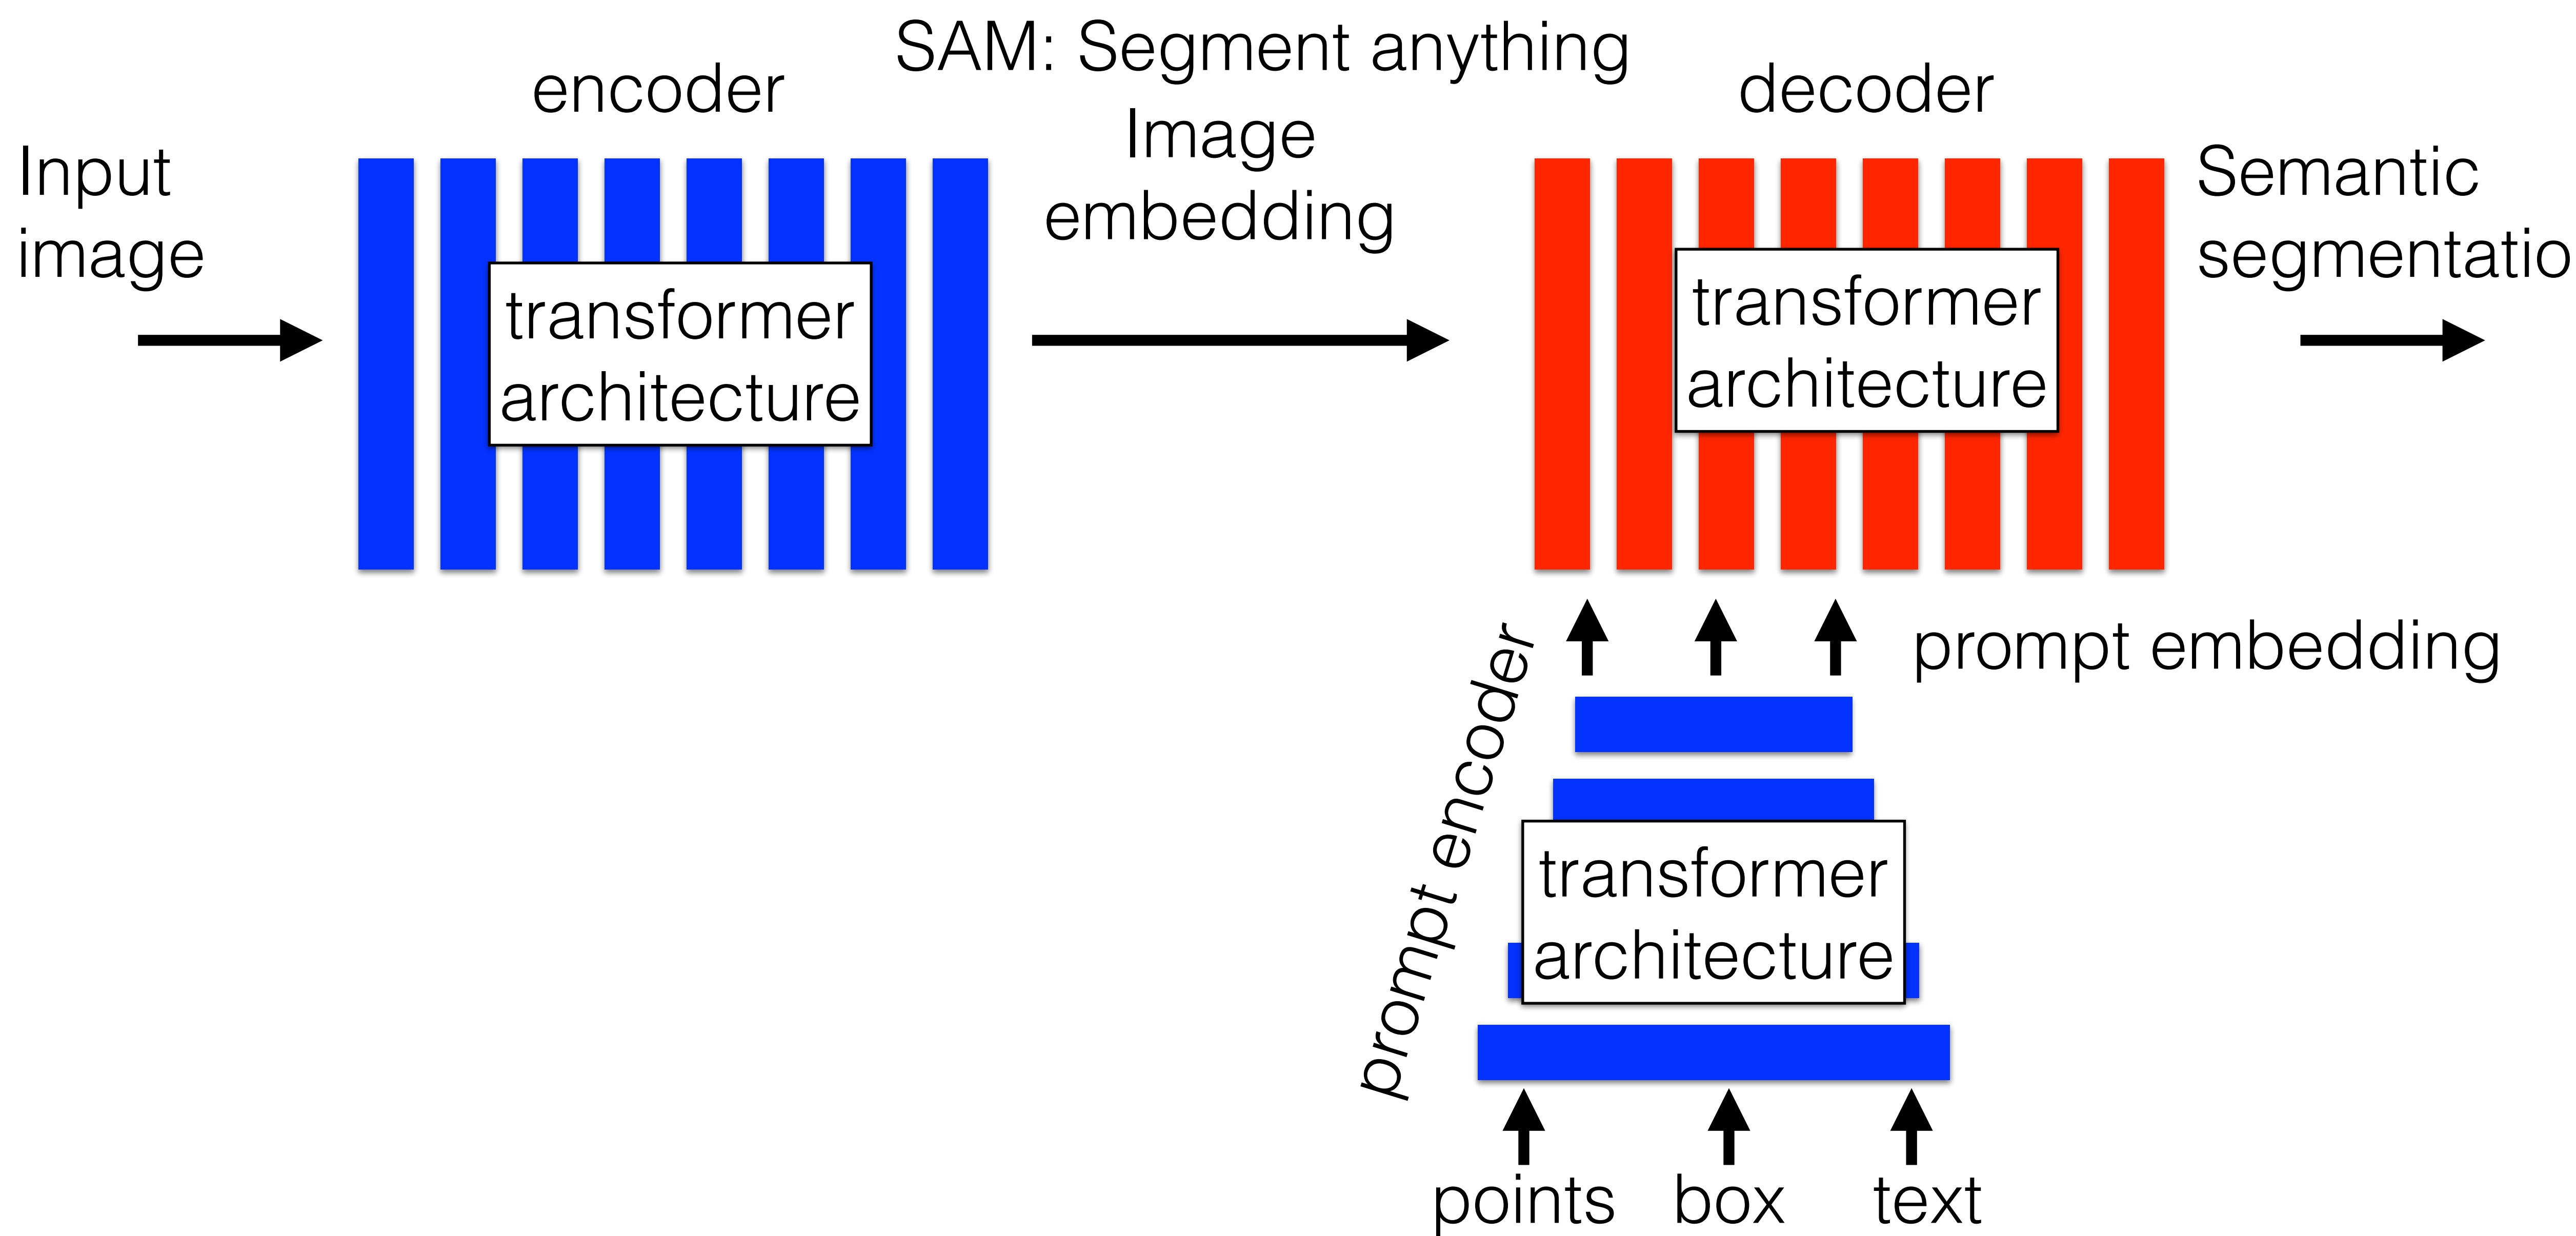 SAM: Segment anything
encoder
decoder
Input
image
Image
embedding
Semantic
segmentatio
transformer
architecture
transformer
architecture
prompt encoder
prompt embedding
transformer
architecture
points
box
text